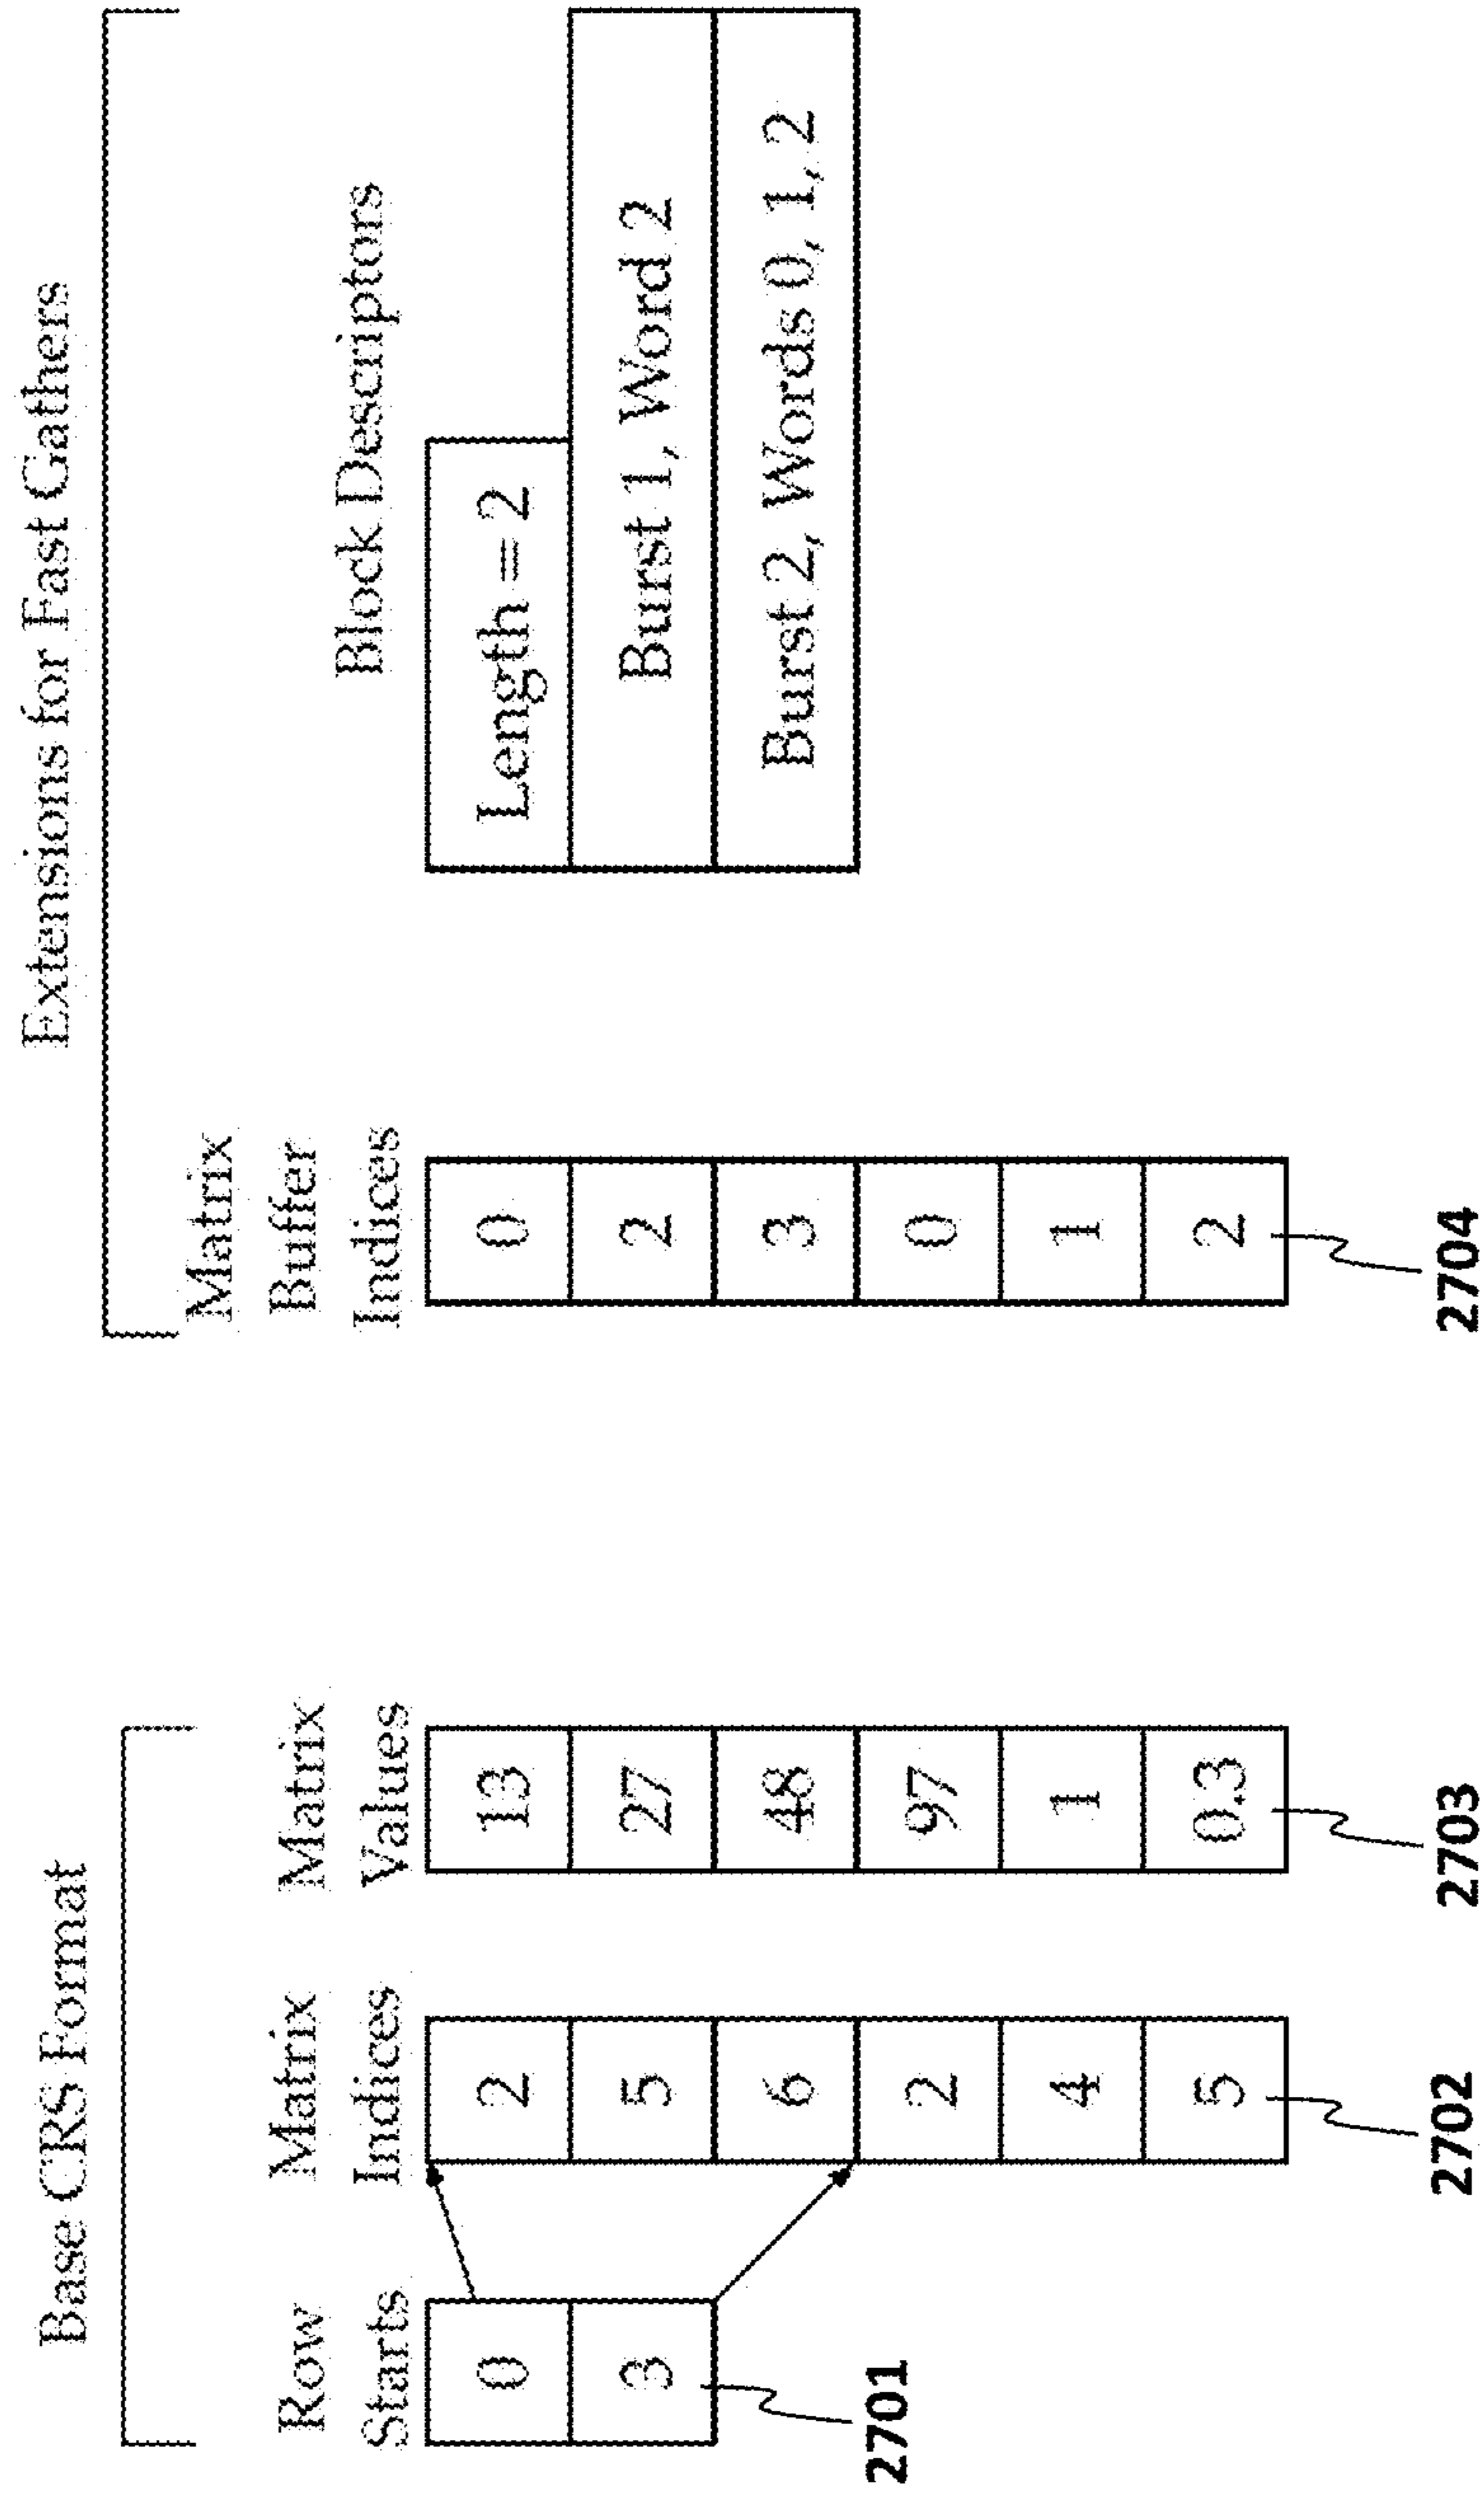 Base CRS Format
Extensions for Fast Gathers
Row
Starts
0
3
2701
Matrix
Indices
2
5
6
2
4
5
2702
Matrix
Values
13
27
48
97
1
0.3
2703
Matrix
Buffer
Indices
0
2
3
0
1
2
2704
Block Descriptors
Length = 2
Burst 1, Word 2
Burst 2, Words 0, 1, 2